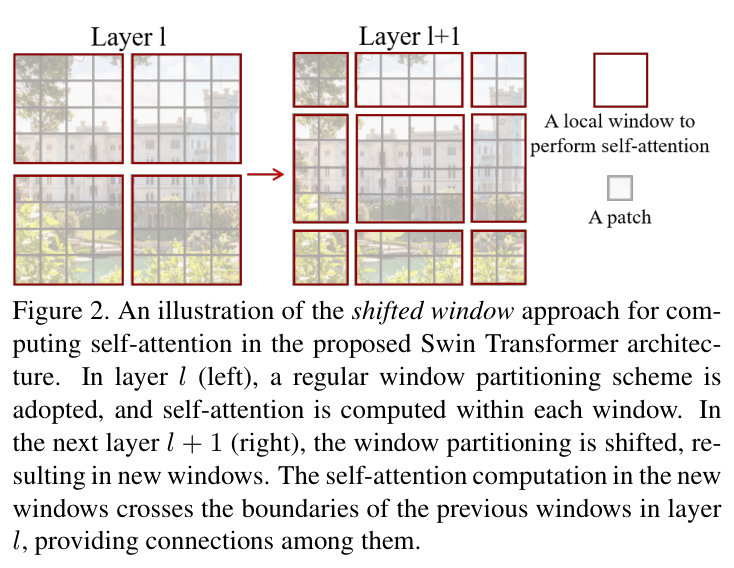 Layer l
Layer l+1
A local window to
perform self-attention
A patch
Figure 2. An illustration of the shifted window approach for com-
puting self-attention in the proposed Swin Transformer architec-
ture. In layer l (left), a regular window partitioning scheme is
adopted, and self-attention is computed within each window. In
the next layer l + 1 (right), the window partitioning is shifted, re-
sulting in new windows. The self-attention computation in the new
windows crosses the boundaries of the previous windows in layer
l, providing connections among them.